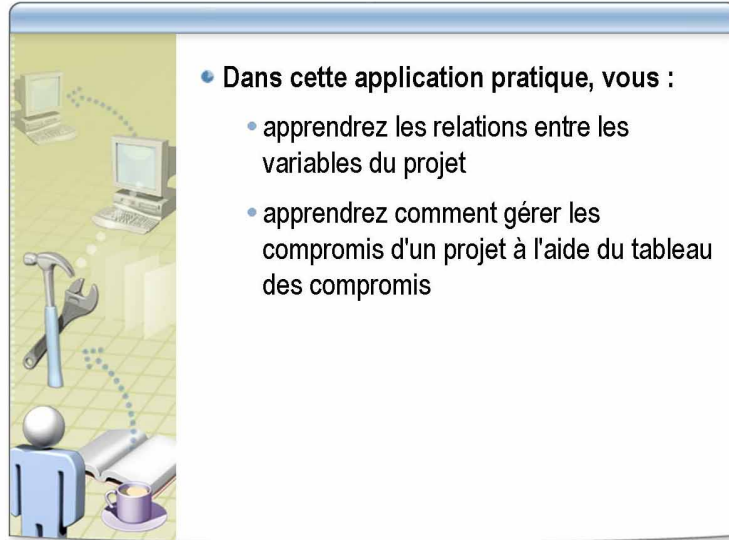 Dans cette application pratique, vous :
apprendrez les relations entre les
variables du projet
apprendrez comment gérer les
compromis d'un projet à l'aide du tableau
des compromis